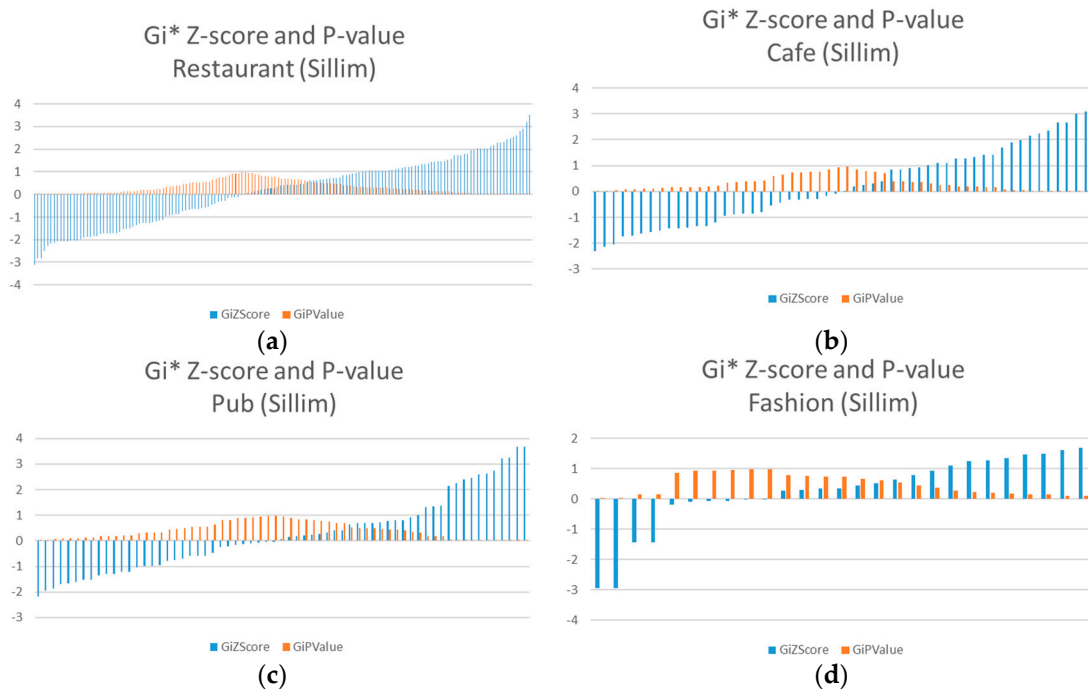 Gi* Z-score and P-value
Restaurant (Sillim)
4
3
2
1
0
-1
-2
-3
-4
GiZScore GiPValue
(a)
Gi* Z-score and P-value
Cafe (Sillim)
4
3
2
1
0
-1
-2
-3
GiZScore GiPValue
(b)
Gi* Z-score and P-value
Pub (Sillim)
4
3
2
1
0
-1
-2
-3
GiZScore GiPValue
(c)
Gi* Z-score and P-value
Fashion (Sillim)
2
1
0
-1
-2
-3
-4
GiZScore GiPValue
(d)